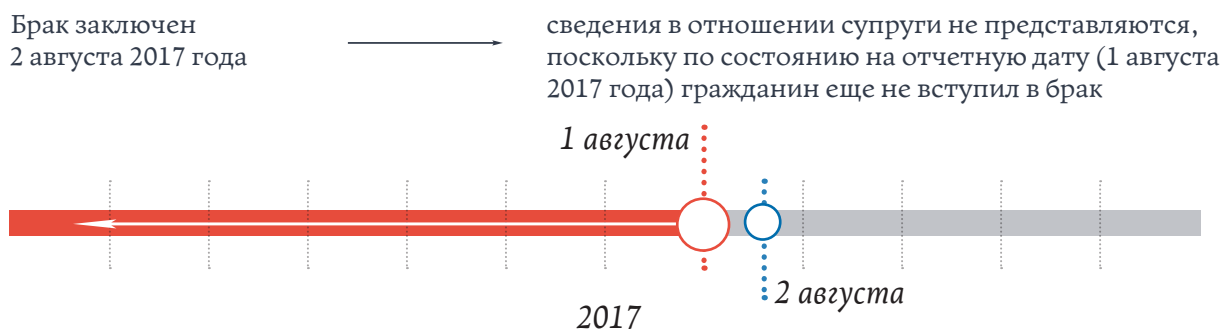 Брак заключен
2 августа 2017 года
сведения в отношении супруги не представляются,
поскольку по состоянию на отчетную дату (1 августа
2017 года) гражданин еще не вступил в брак
1 августа
2 августа
2017